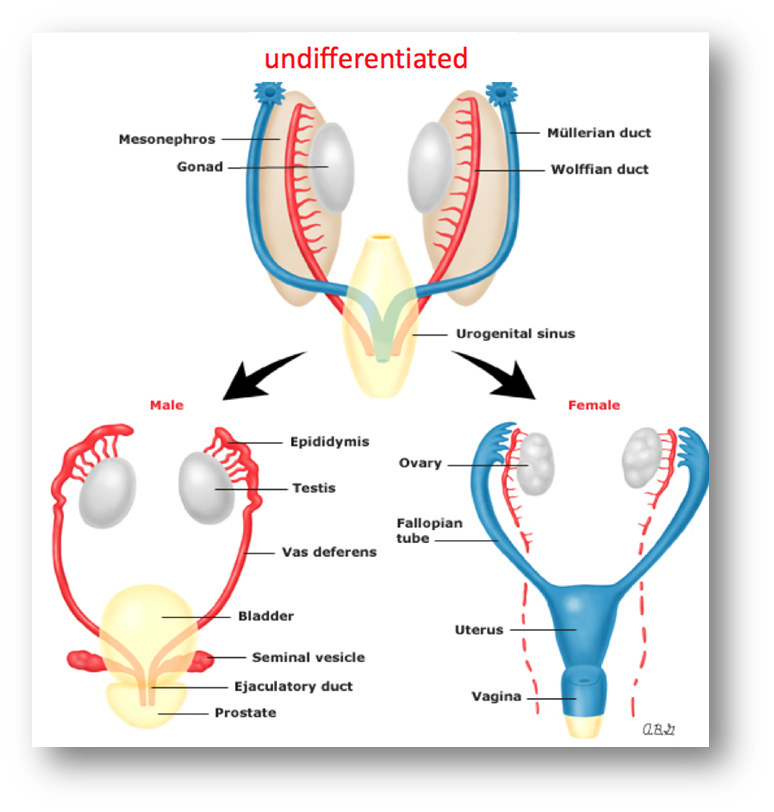 undifferentiated
Mesonephros
Gonad
Müllerian duct
Wolffian duct
Urogenital sinus
Male
Epididymis
Testis
Vas deferens
Bladder
Seminal vesicle
Ejaculatory duct
Prostate
Female
Ovary
Fallopian
tube
Uterus
Vagina